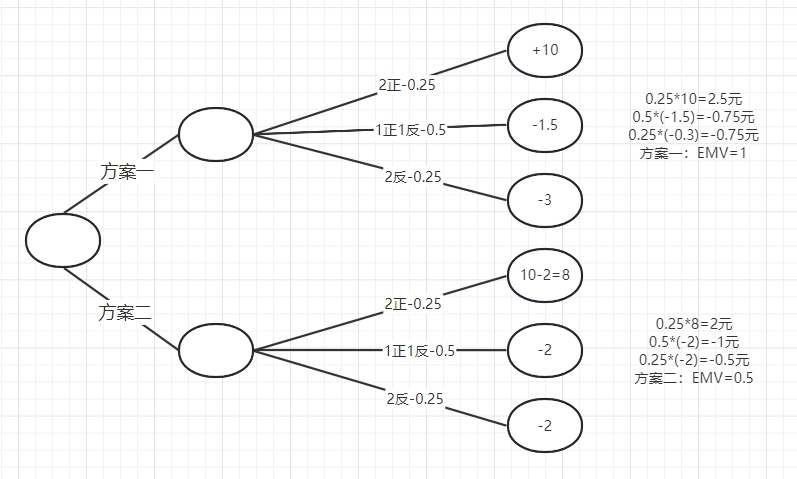 方案一
2正-0.25
+10
1正1反-0.5
-1.5
2反-0.25
-3
0.25*10=2.5元
0.5*(-1.5)=-0.75元
0.25*(-0.3)=-0.75元
方案一：EMV=1
方案二
2正-0.25
10-2=8
1正1反-0.5
-2
2反-0.25
-2
0.25*8=2元
0.5*(-2)=-1元
0.25*(-2)=-0.5元
方案二：EMV=0.5